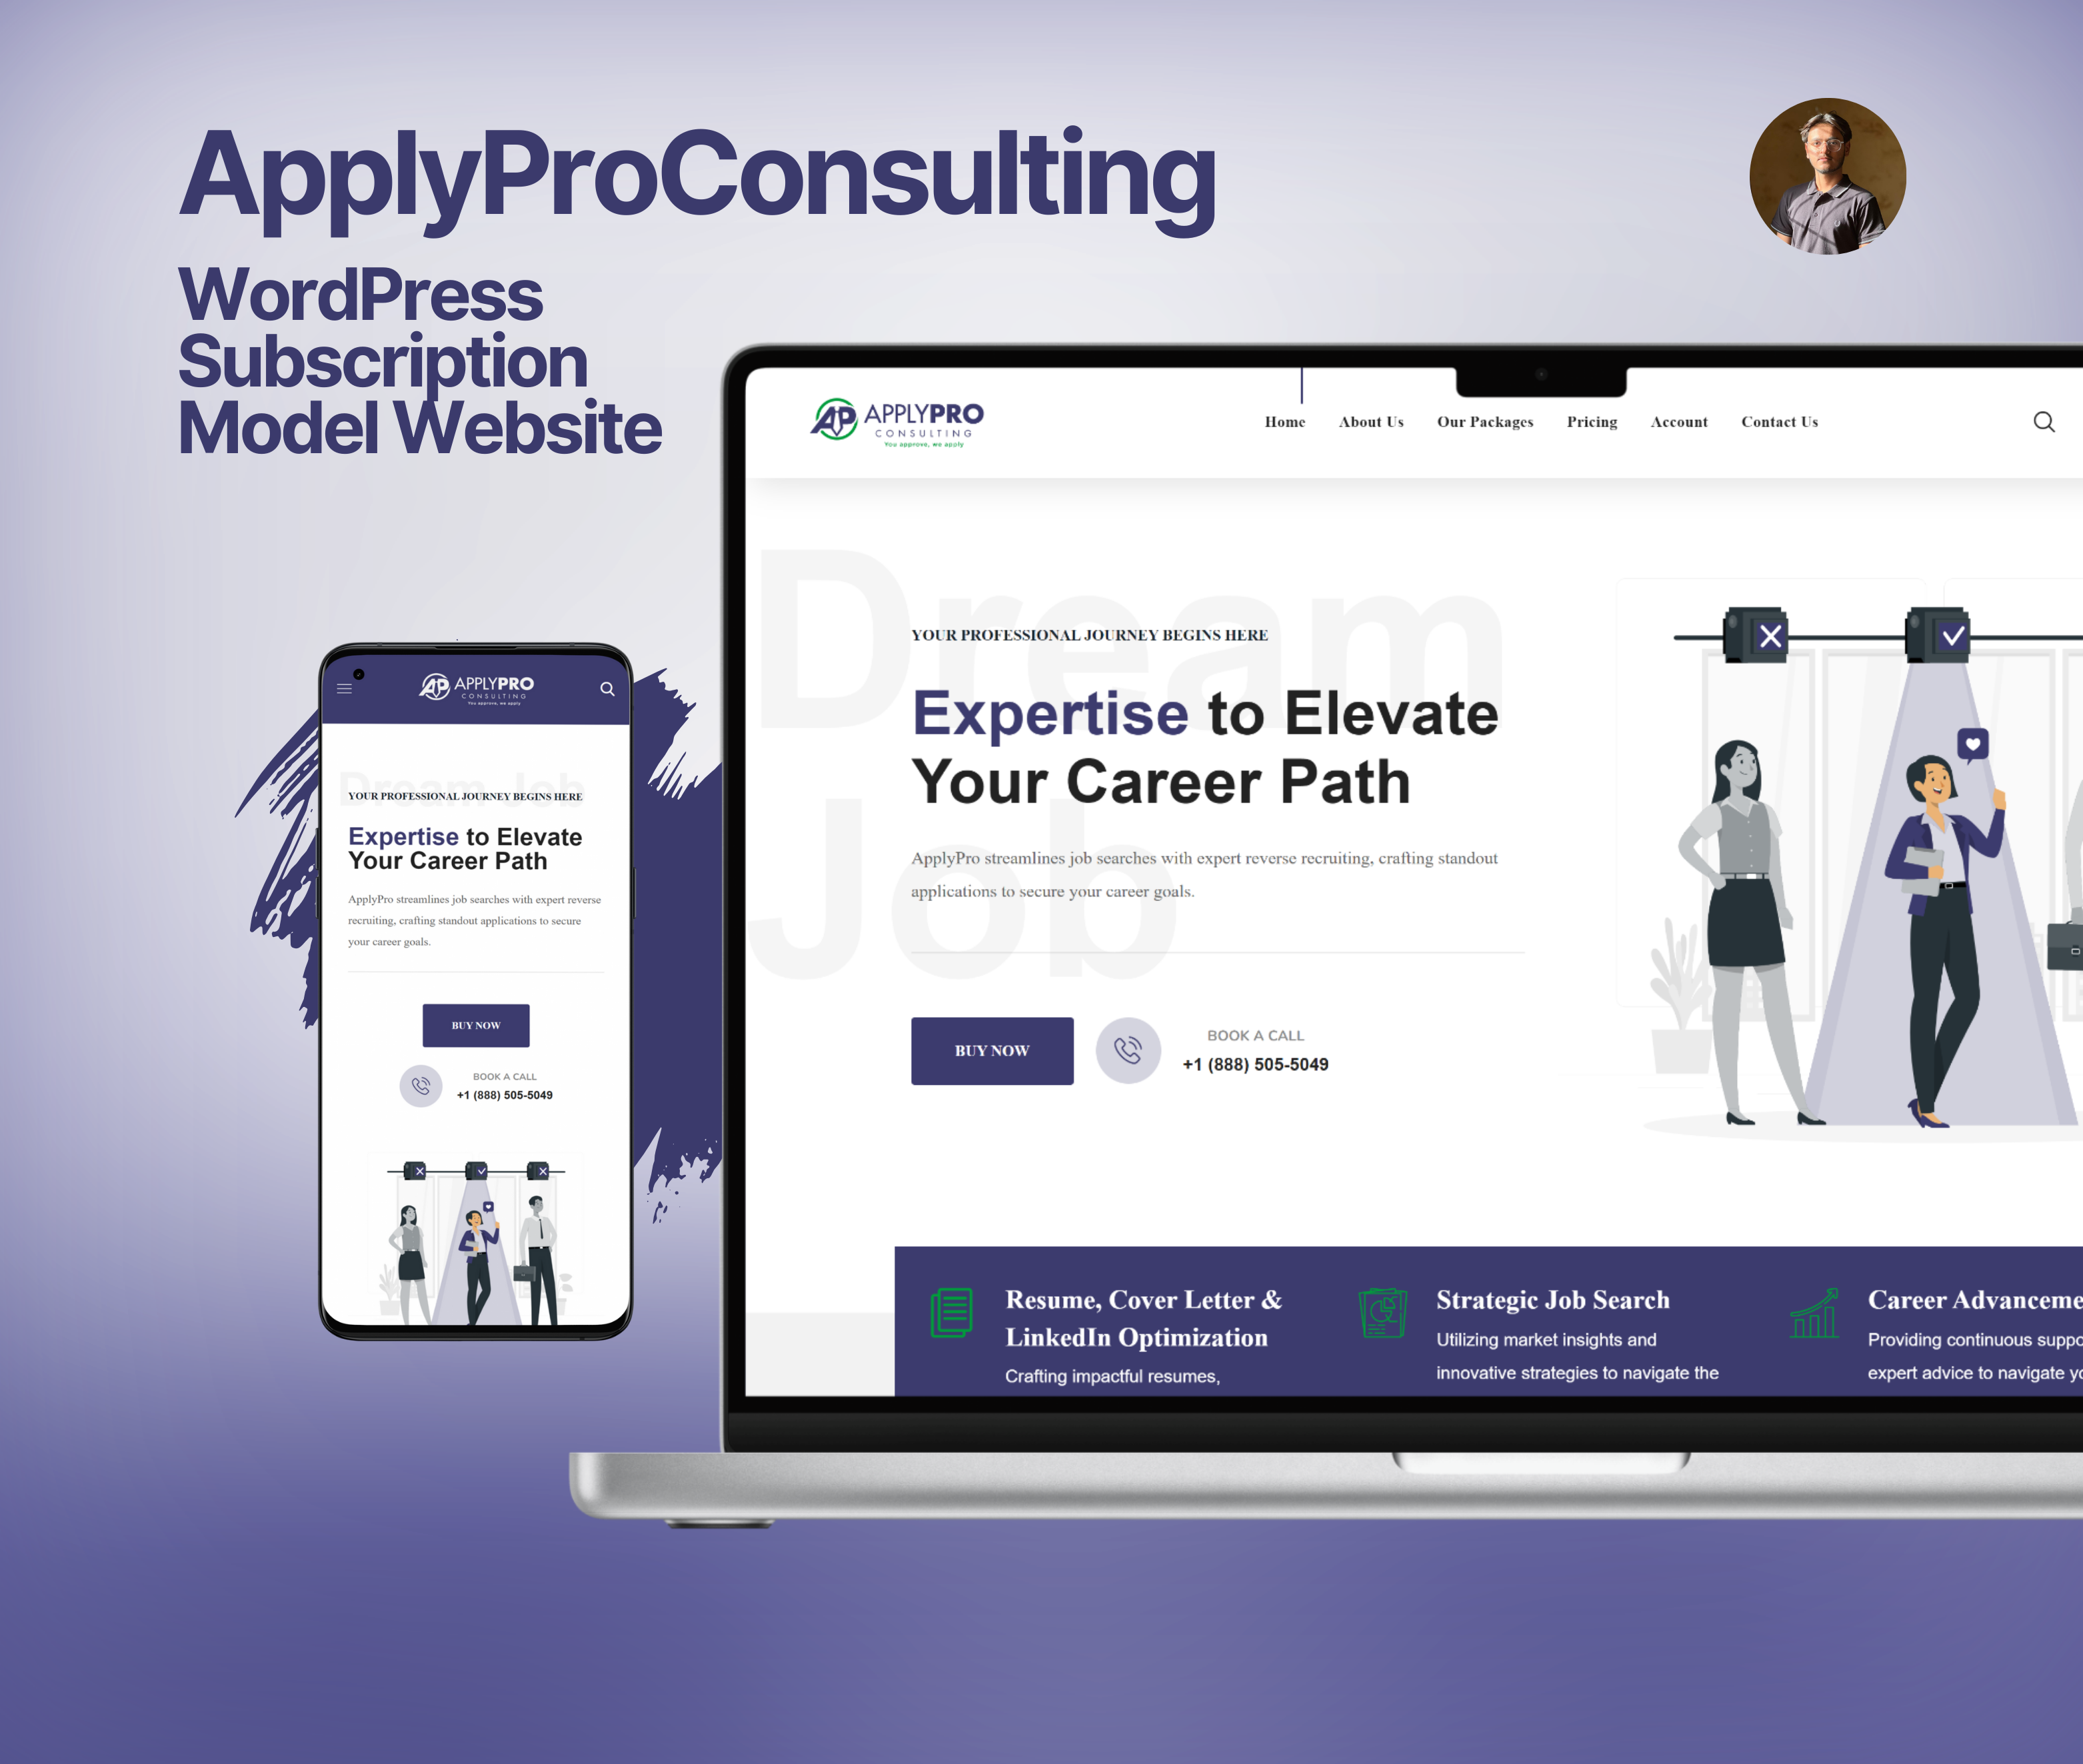 ApplyProConsulting
WordPress
Subscription
Model Website
AP APPLYPRO
CONSULTING
You approve, we apply
Home About Us Our Packages Pricing Account Contact Us
Dream
Job
YOUR PROFESSIONAL JOURNEY BEGINS HERE
Expertise to Elevate
Your Career Path
ApplyPro streamlines job searches with expert reverse recruiting, crafting standout
applications to secure your career goals.
BUY NOW
BOOK A CALL
+1 (888) 505-5049
Resume, Cover Letter &
LinkedIn Optimization
Crafting impactful resumes,
Strategic Job Search
Utilizing market insights and
innovative strategies to navigate the
Career Advanceme
Providing continuous suppo
expert advice to navigate yo
AP APPLYPRO
CONSULTING
You approve, we apply
Dream Job
YOUR PROFESSIONAL JOURNEY BEGINS HERE
Expertise to Elevate
Your Career Path
ApplyPro streamlines job searches with expert reverse
recruiting, crafting standout applications to secure
your career goals.
BUY NOW
BOOK A CALL
+1 (888) 505-5049